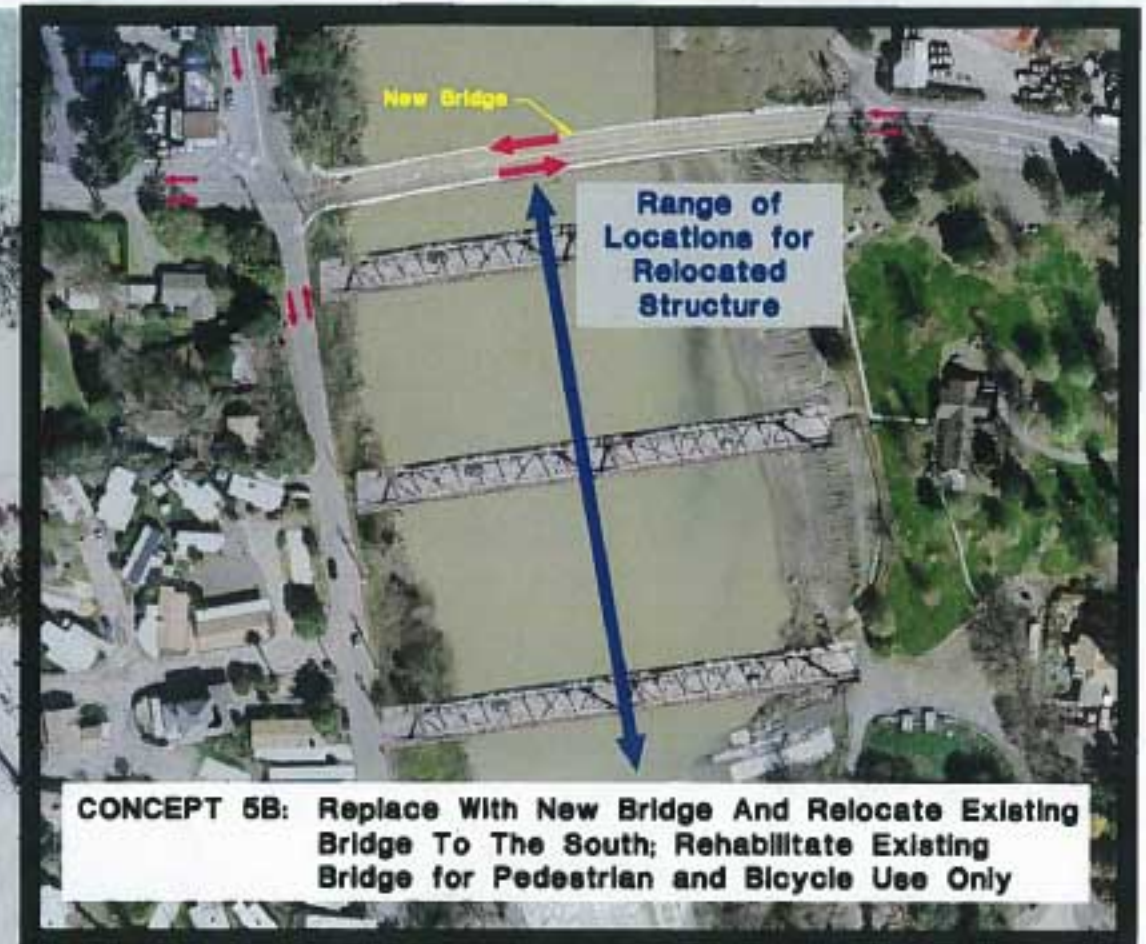 New Bridge
Range of
Locations for
Relocated
Structure
CONCEPT 5B: Replace With New Bridge And Relocate Existing
Bridge To The South; Rehabilitate Existing
Bridge for Pedestrian and Bicycle Use Only